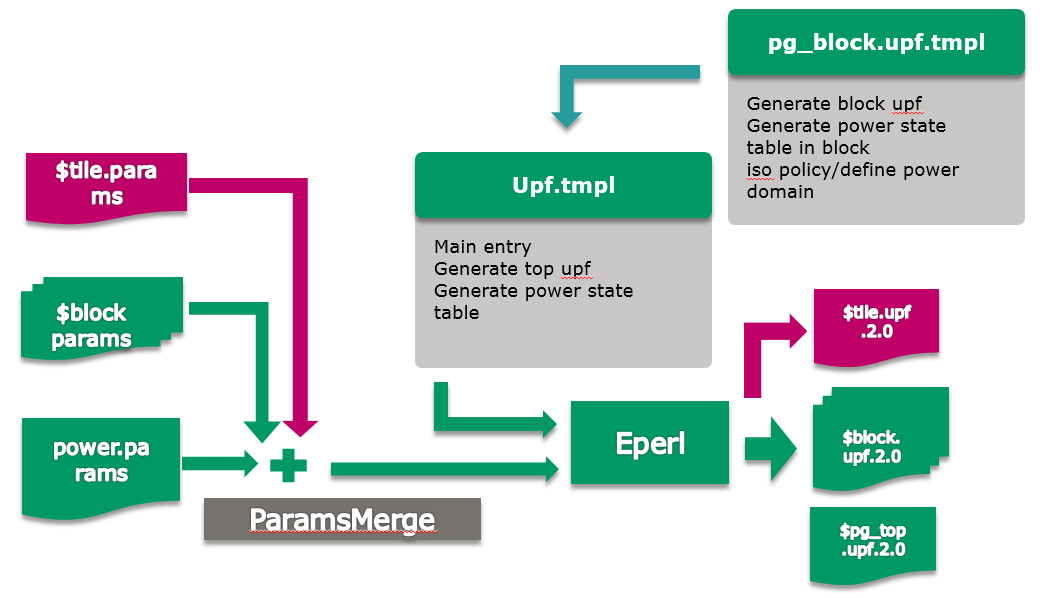 pg_block.upf.tmpl
Generate block upf
Generate power state
table in block
iso policy/define power
domain
Upf.tmpl
Main entry
Generate top upf
Generate power state
table
$tile.para
ms
$block
params
power.pa
rams
ParamsMerge
Eperl
$tile.upf
.2.0
$block.
upf.2.0
$pg_top
.upf.2.0